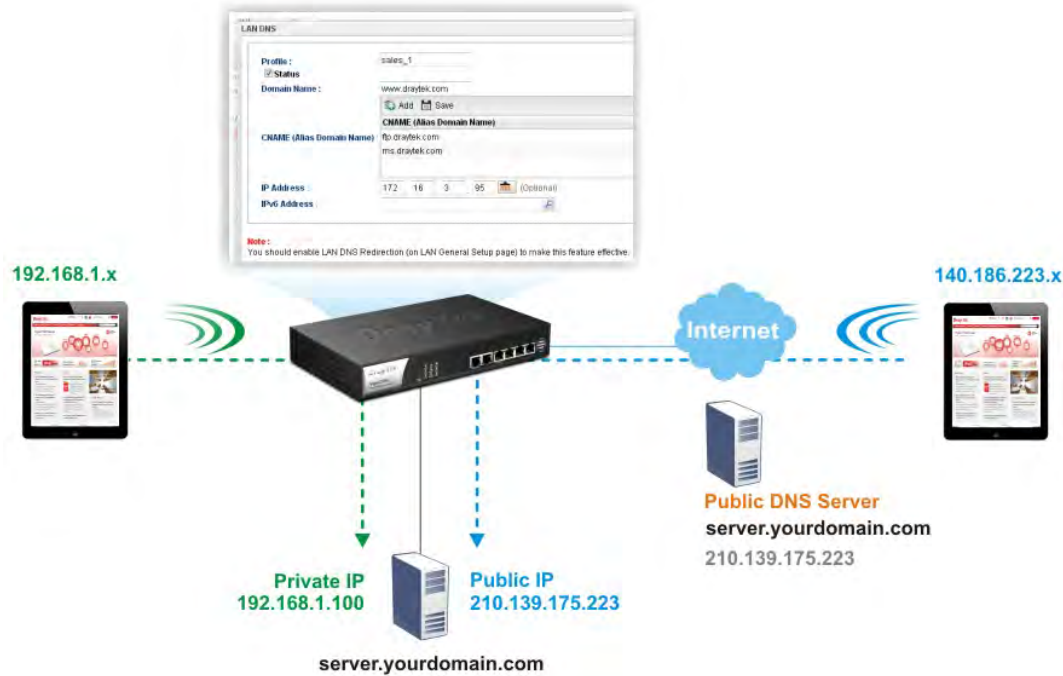 LAN DNS
Profile : sales_1
Status
Domain Name : www.draytek.com
Add Save
CNAME (Alias Domain Name)
CNAME (Alias Domain Name) ftp.draytek.com
ms.draytek.com
IP Address : 172 16 3 95 (Optional)
IPv6 Address :
Note :
You should enable LAN DNS Redirection (on LAN General Setup page) to make this feature effective.
192.168.1.x
140.186.223.x
Internet
Public DNS Server
server.yourdomain.com
210.139.175.223
Private IP
192.168.1.100
Public IP
210.139.175.223
server.yourdomain.com